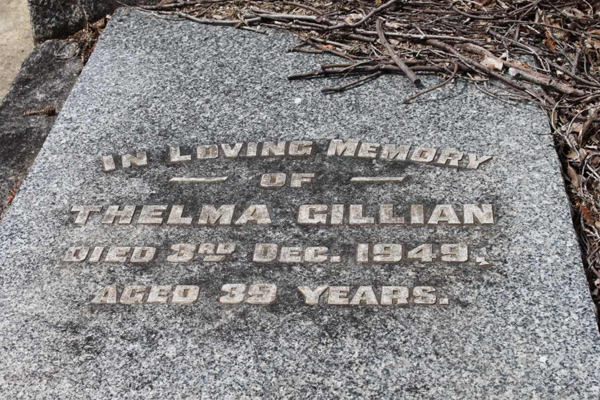 IN LOVING MEMORY
— OF —
THELMA GILLIAN
DIED 3RD DEC. 1949.,
AGED 39 YEARS.